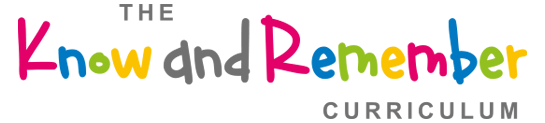 THE
Know and Remember
CURRICULUM